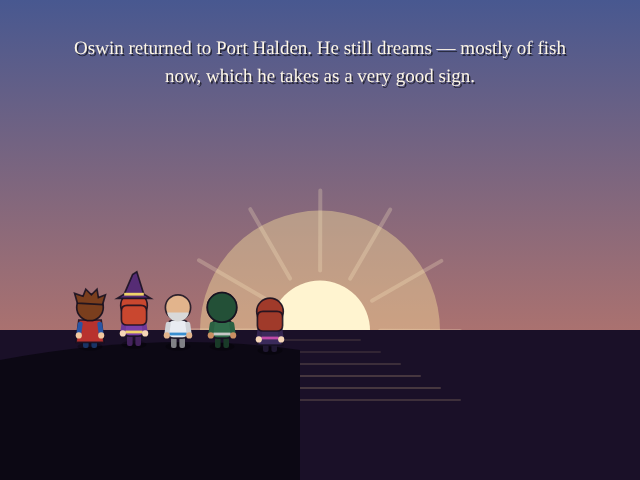 Oswin returned to Port Halden. He still dreams — mostly of fish
now, which he takes as a very good sign.